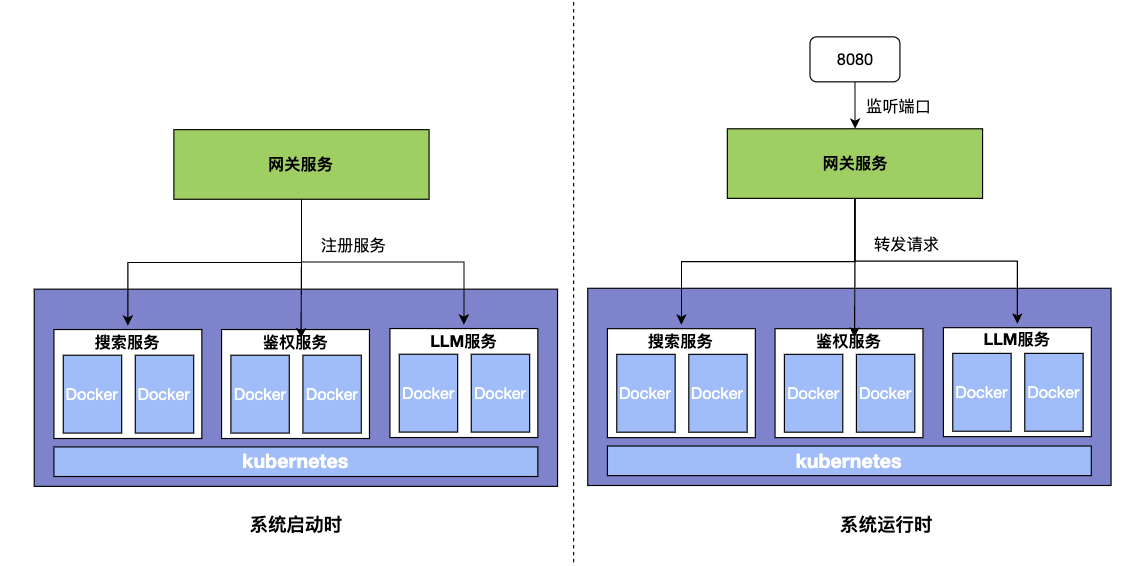 网关服务
注册服务
搜索服务
鉴权服务
LLM服务
Docker
Docker
Docker
Docker
Docker
Docker
kubernetes
系统启动时
8080
监听端口
网关服务
转发请求
搜索服务
鉴权服务
LLM服务
Docker
Docker
Docker
Docker
Docker
Docker
kubernetes
系统运行时